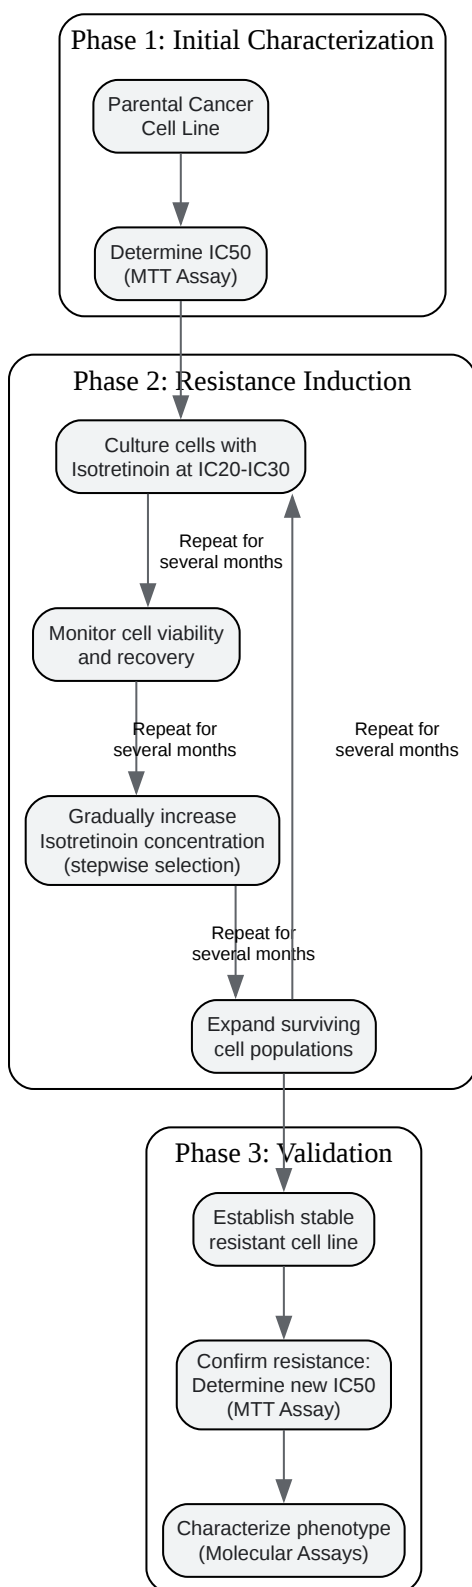 Phase 1: Initial Characterization
Parental Cancer
Cell Line
Determine IC50
(MTT Assay)
Phase 2: Resistance Induction
Culture cells with
Isotretinoin at IC20-IC30
Repeat for
several months
Monitor cell viability
and recovery
Repeat for
several months
Repeat for
several months
Gradually increase
Isotretinoin concentration
(stepwise selection)
Repeat for
several months
Expand surviving
cell populations
Phase 3: Validation
Establish stable
resistant cell line
Confirm resistance:
Determine new IC50
(MTT Assay)
Characterize phenotype
(Molecular Assays)